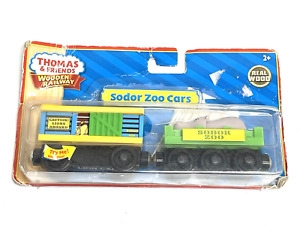 THOMAS
& FRIENDS
WOODEN RAILWAY
2+
REAL
WOOD
Sodor Zoo Cars
CAUTION
LIONS
ABOARD
SODOR
ZOO
Try Me!